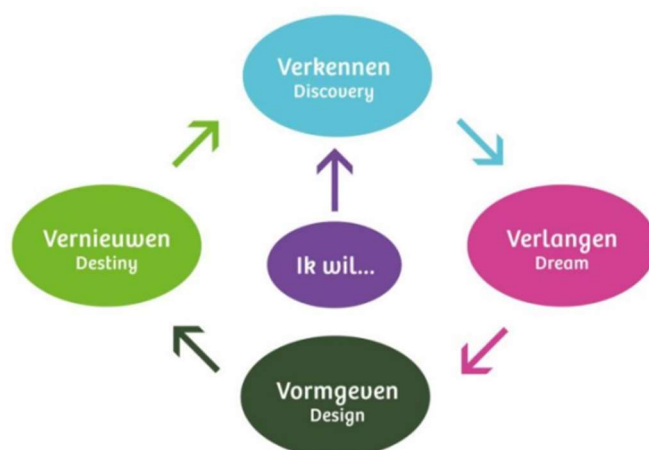 Verkennen
Discovery
Vernieuwen
Destiny
Ik wil...
Verlangen
Dream
Vormgeven
Design